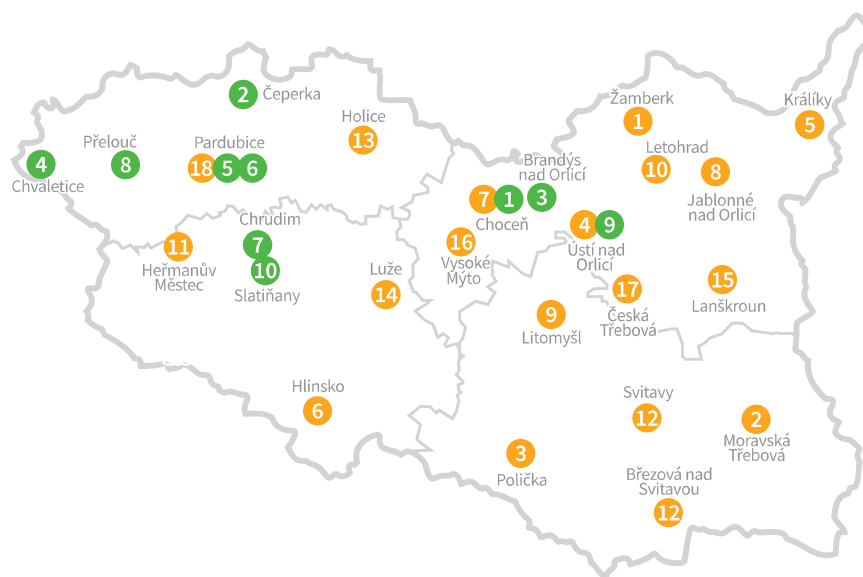 2
Čeperka
Holice
13
Žamberk
1
Králíky
5
Přelouč
8
Pardubice
18 5 6
4
Chvaletice
Brandýs
nad Orlicí
3
7 1
Choceň
Letohrad
10
8
Jablonné
nad Orlicí
4 9
Ústí nad
Orlicí
Chrudim
7
11
Heřmanův
Městec
10
Slatiňany
Luže
14
16
Vysoké
Mýto
17
Česká
Třebová
15
Lanškroun
9
Litomyšl
Hlinsko
6
Svitavy
12
2
Moravská
Třebová
3
Polička
Březová nad
Svitavou
12